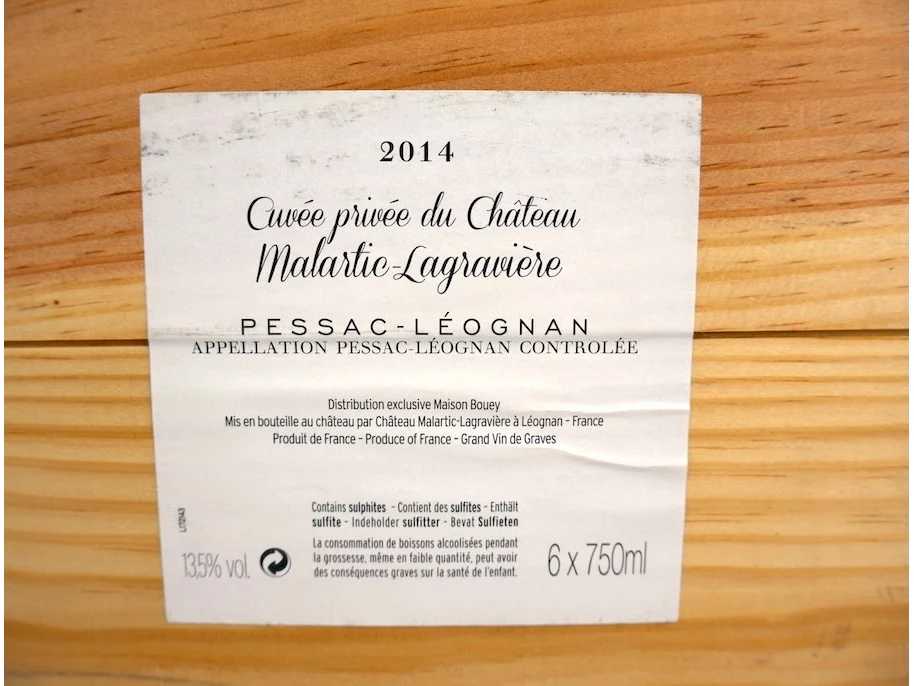 2014
Cuvée privée du Château
Malartic-Lagravière
PESSAC-LÉOGNAN
APPELLATION PESSAC-LÉOGNAN CONTROLÉE
Distribution exclusive Maison Bouey
Mis en bouteille au château par Château Malartic-Lagravière à Léognan - France
Produit de France - Produce of France - Grand Vin de Graves
Contains sulphites - Contient des sulfites - Enthält
sulfite - Indeholder sulfitter - Bevat Sulfieten
La consommation de boissons alcoolisées pendant
la grossesse, même en faible quantité, peut avoir
des conséquences graves sur la santé de l'enfant.
13,5% vol.
6 x 750ml